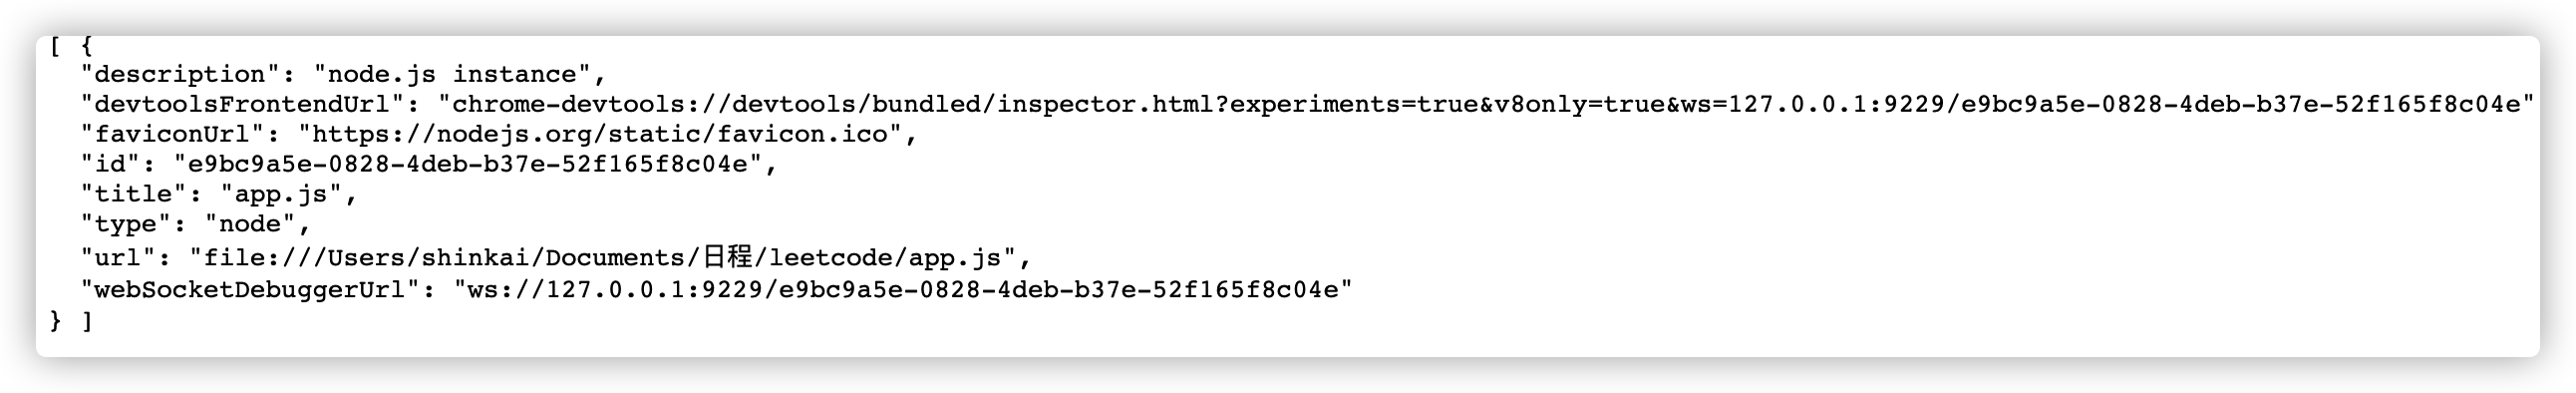 [ {
  "description": "node.js instance",
  "devtoolsFrontendUrl": "chrome-devtools://devtools/bundled/inspector.html?experiments=true&v8only=true&ws=127.0.0.1:9229/e9bc9a5e-0828-4deb-b37e-52f165f8c04e"
  "faviconUrl": "https://nodejs.org/static/favicon.ico",
  "id": "e9bc9a5e-0828-4deb-b37e-52f165f8c04e",
  "title": "app.js",
  "type": "node",
  "url": "file:///Users/shinkai/Documents/日程/leetcode/app.js",
  "webSocketDebuggerUrl": "ws://127.0.0.1:9229/e9bc9a5e-0828-4deb-b37e-52f165f8c04e"
} ]